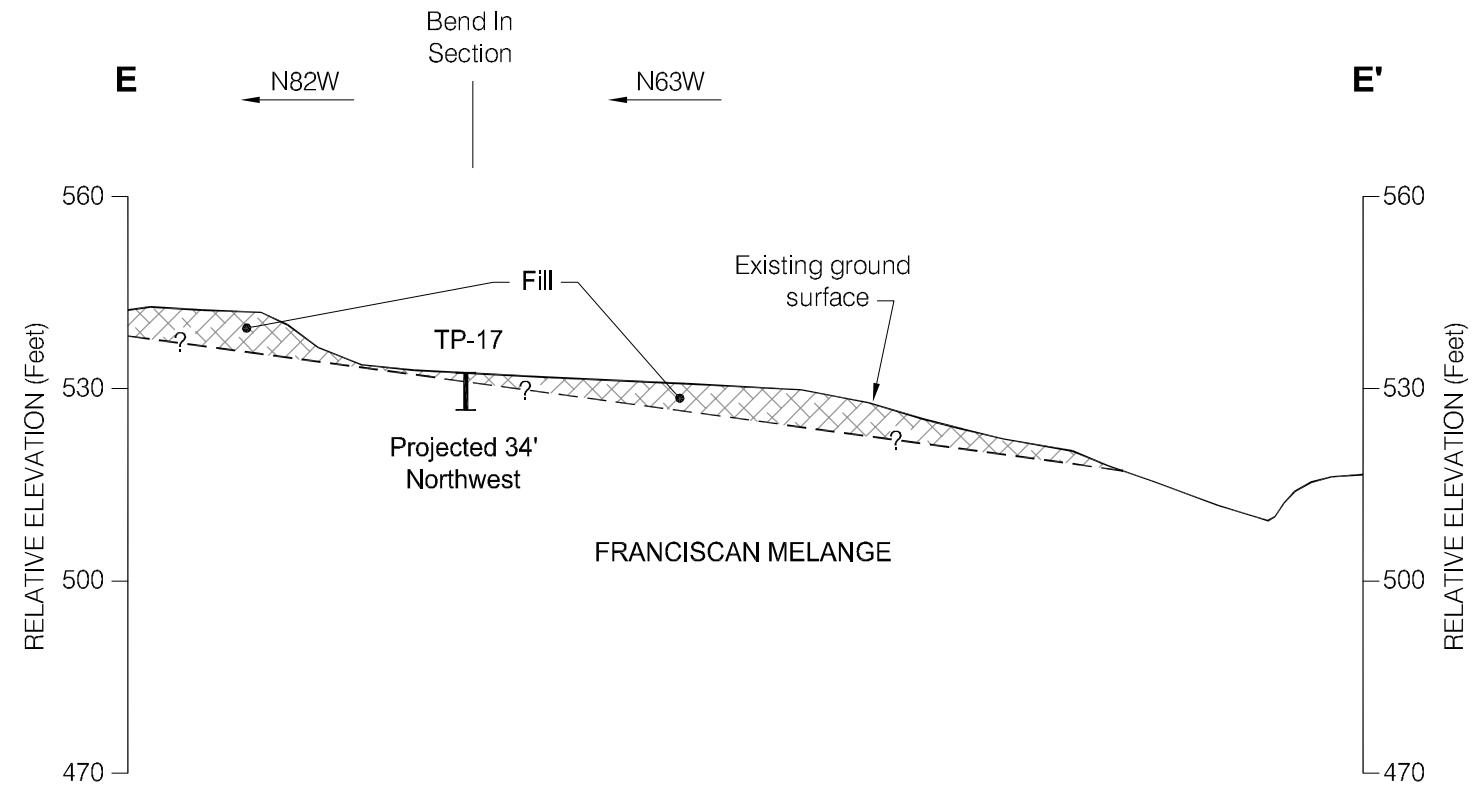 Bend In
Section
E
N82W
N63W
E'
560
560
Existing ground
surface
Fill
TP-17
?
530
?
530
?
Projected 34'
Northwest
FRANCISCAN MELANGE
500
500
470
470
RELATIVE ELEVATION (Feet)
RELATIVE ELEVATION (Feet)